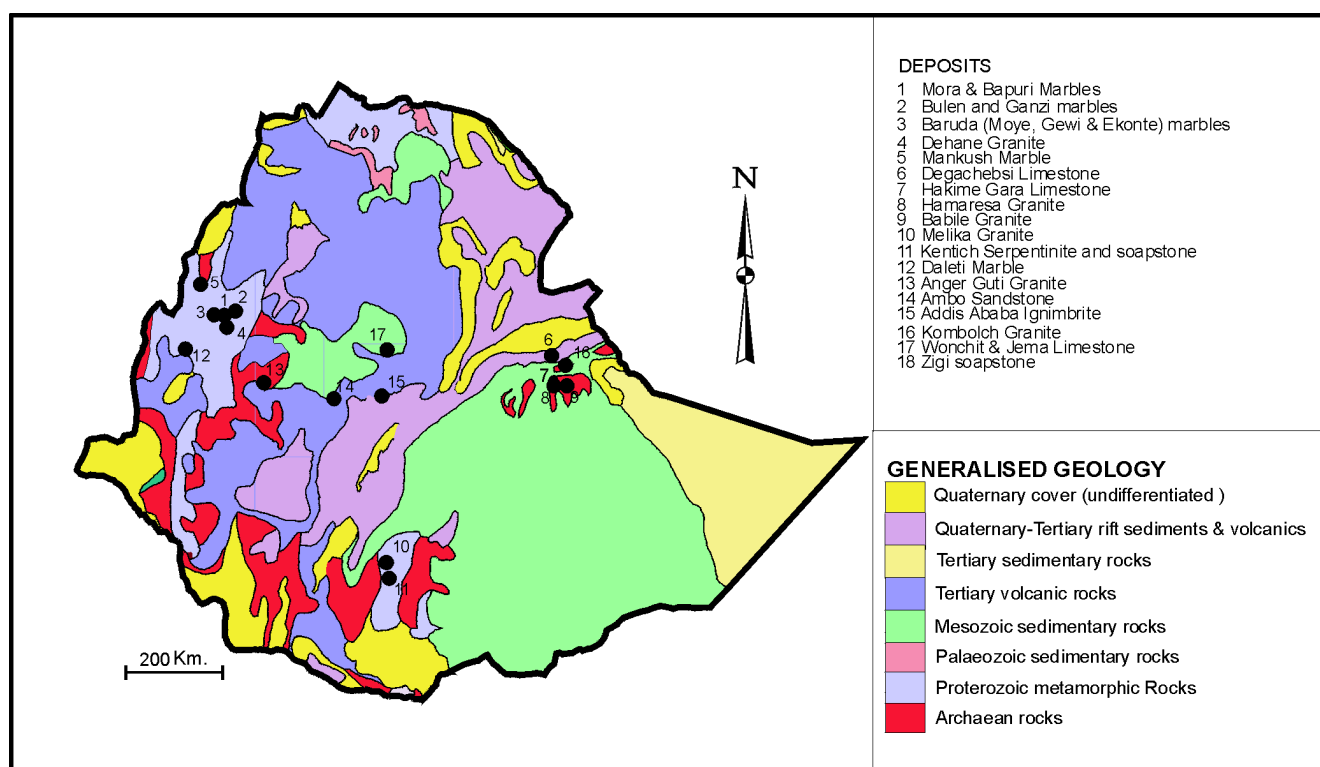 DEPOSITS
1 Mora & Bapuri Marbles
2 Bulen and Ganzi marbles
3 Baruda (Moye, Gewi & Ekonte) marbles
4 Dehane Granite
5 Mankush Marble
6 Degachebsi Limestone
7 Hakime Gara Limestone
8 Hamaresa Granite
9 Babile Granite
10 Melika Granite
11 Kentich Serpentinite and soapstone
12 Daleti Marble
13 Anger Guti Granite
14 Ambo Sandstone
15 Addis Ababa Ignimbrite
16 Kombolch Granite
17 Wonchit & Jema Limestone
18 Zigi soapstone
N
5
3 1 2
4
12
13
17
14
15
6
16
7
8 9
10
11
200 Km.
GENERALISED GEOLOGY
Quaternary cover (undifferentiated )
Quaternary-Tertiary rift sediments & volcanics
Tertiary sedimentary rocks
Tertiary volcanic rocks
Mesozoic sedimentary rocks
Palaeozoic sedimentary rocks
Proterozoic metamorphic Rocks
Archaean rocks